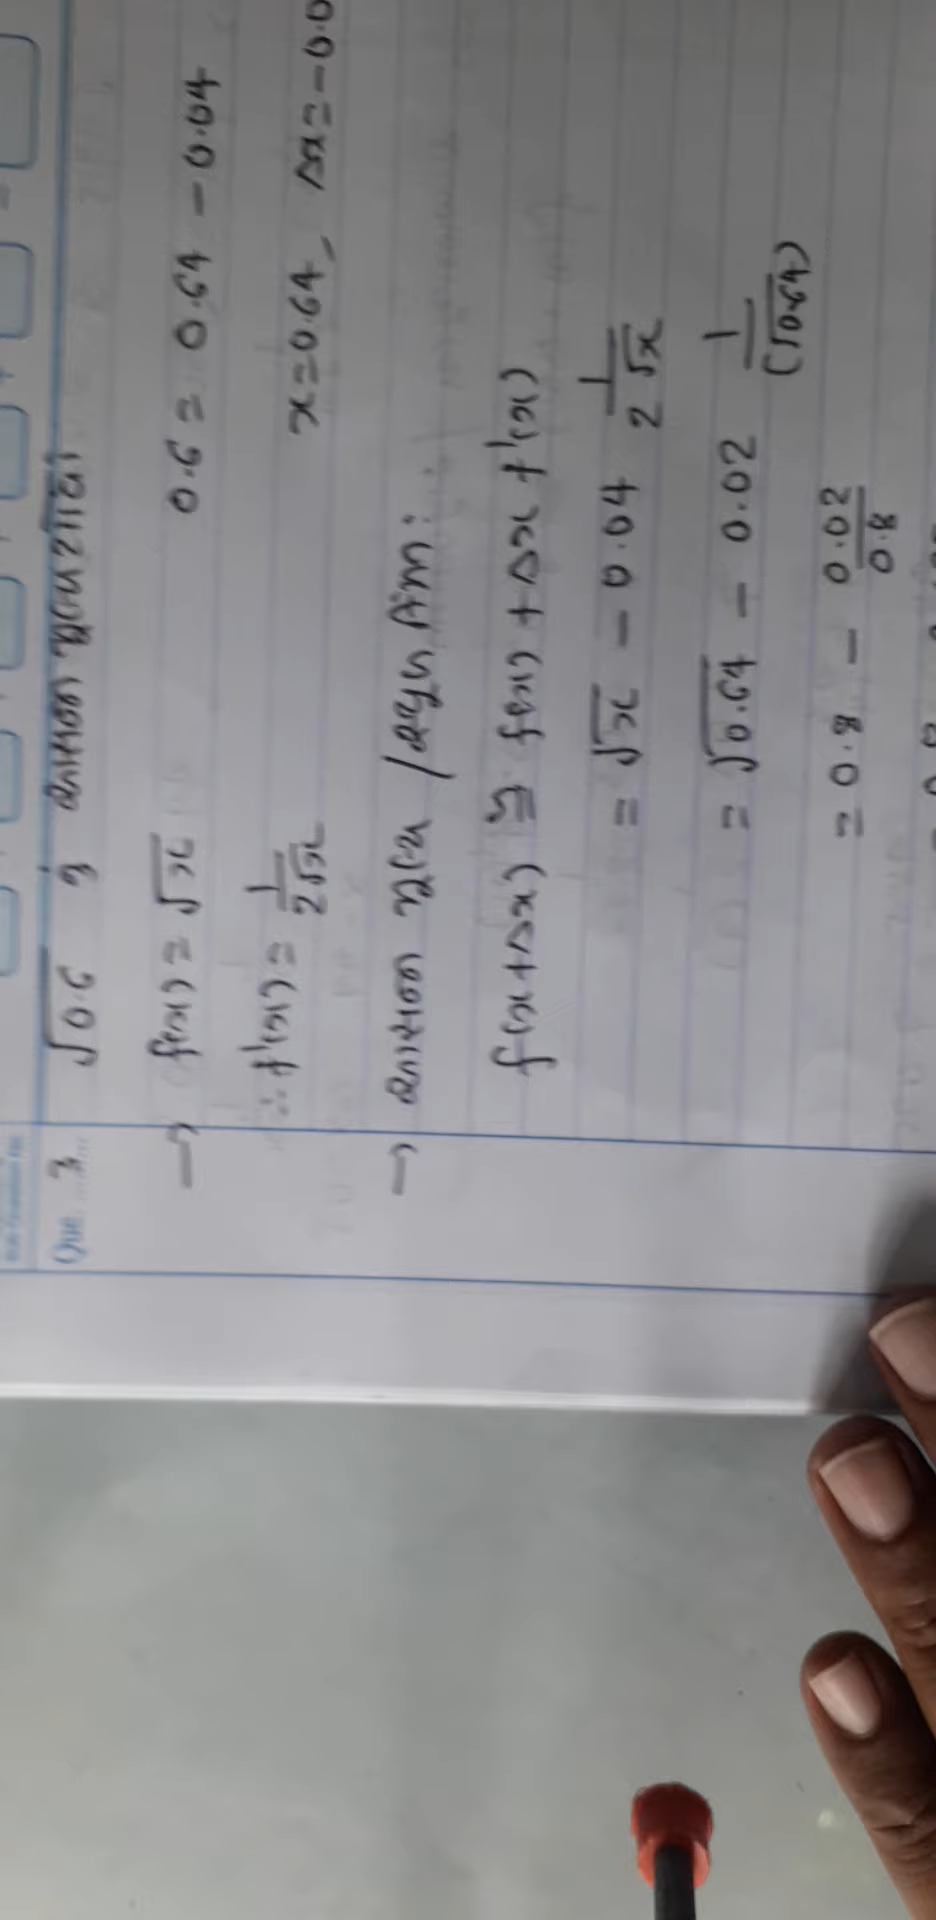 Que. 3 √0.6 નું આસન્ન મૂલ્ય શોધો.
→ f(x) = √x 0.6 = 0.64 - 0.04
∴ f'(x) = 1/2√x x = 0.64, Δx = -0.0
→ આસન્ન મૂલ્ય
f(x+Δx) ≅ f(x) + Δx f'(x)
= √x - 0.04 1/2√x
= √0.64 - 0.02 1/(√0.64)
= 0.8 - 0.02/0.8